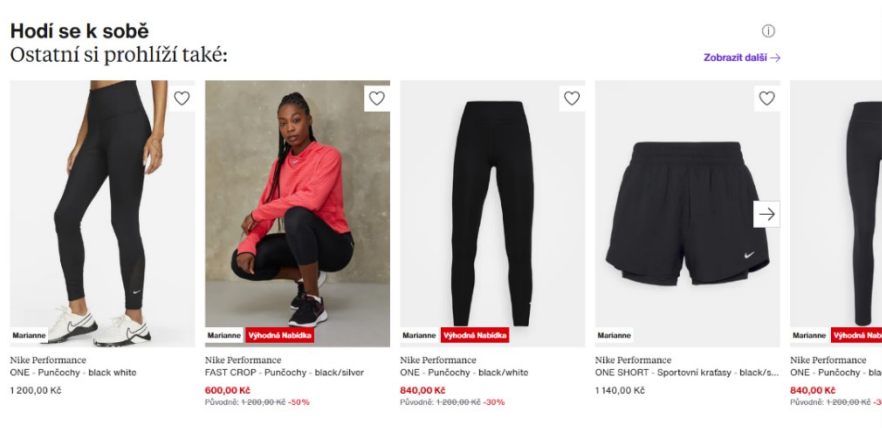 Hodí se k sobě
Ostatní si prohlíží také:
Zobrazit další
Marianne
Nike Performance
ONE - Punčochy - black white
1 200,00 Kč
Marianne Výhodná Nabídka
Nike Performance
FAST CROP - Punčochy - black/silver
600,00 Kč
Původně: 1 200,00 Kč -50%
Marianne Výhodná Nabídka
Nike Performance
ONE - Punčochy - black/white
840,00 Kč
Původně: 1 200,00 Kč -30%
Marianne
Nike Performance
ONE SHORT - Sportovní kraťasy - black/s...
1 140,00 Kč
Marianne Výhodná Nab
Nike Performance
ONE - Punčochy - bla
840,00 Kč
Původně: 1 200,00 Kč -3